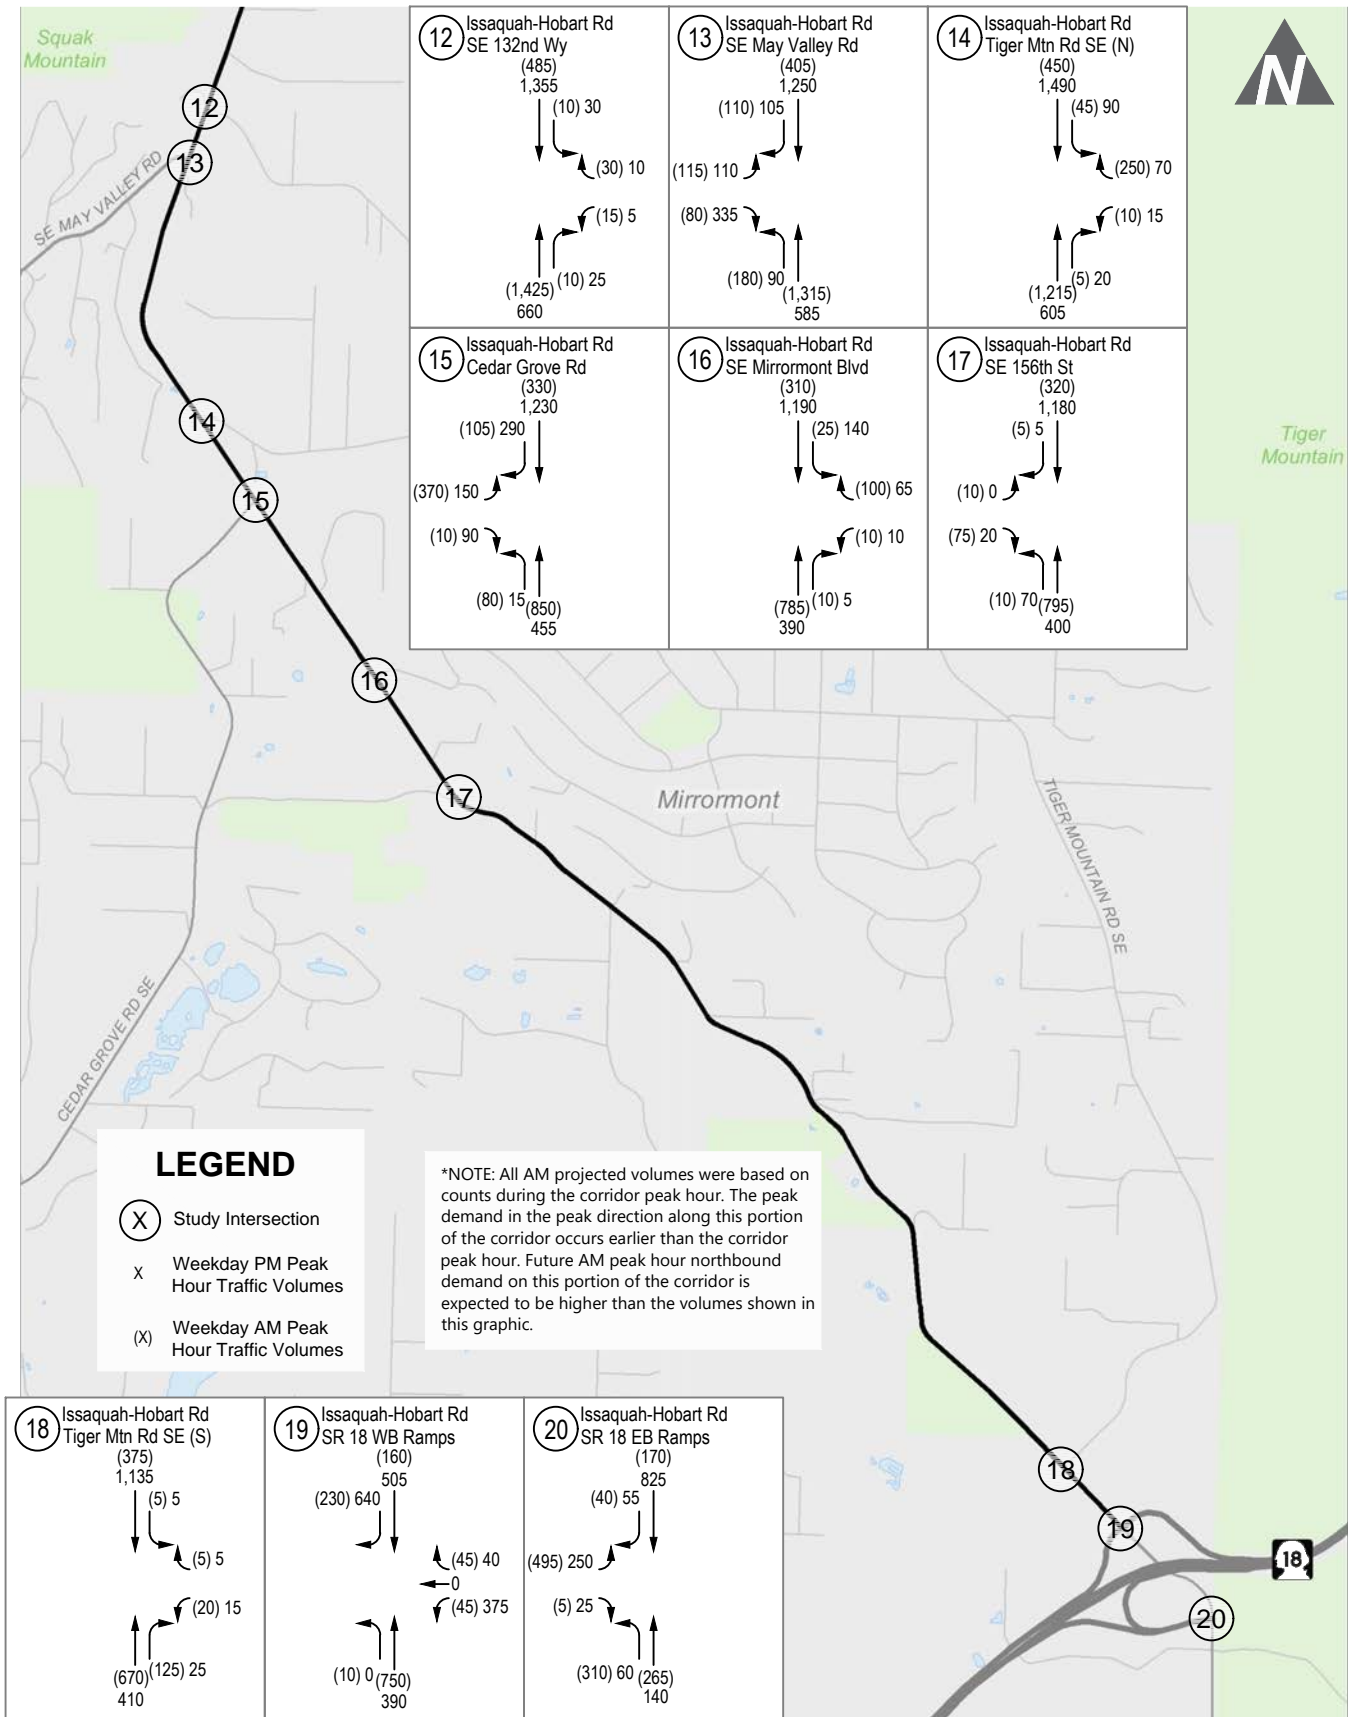 Squak
Mountain
12
13
SE MAY VALLEY RD
14
15
16
17
Mirrormont
TIGER MOUNTAIN RD SE
CEDAR GROVE RD SE
Tiger
Mountain
N
18
19
20
18
12
Issaquah-Hobart Rd
SE 132nd Wy
(485)
1,355
(10) 30
(30) 10
(15) 5
(10) 25
(1,425)
660
13
Issaquah-Hobart Rd
SE May Valley Rd
(405)
1,250
(110) 105
(115) 110
(80) 335
(180) 90
(1,315)
585
14
Issaquah-Hobart Rd
Tiger Mtn Rd SE (N)
(450)
1,490
(45) 90
(250) 70
(10) 15
(5) 20
(1,215)
605
15
Issaquah-Hobart Rd
Cedar Grove Rd
(330)
1,230
(105) 290
(370) 150
(10) 90
(80) 15
(850)
455
16
Issaquah-Hobart Rd
SE Mirrormont Blvd
(310)
1,190
(25) 140
(100) 65
(10) 10
(10) 5
(785)
390
17
Issaquah-Hobart Rd
SE 156th St
(320)
1,180
(5) 5
(10) 0
(75) 20
(10) 70
(795)
400
LEGEND
X Study Intersection
X Weekday PM Peak
Hour Traffic Volumes
(X) Weekday AM Peak
Hour Traffic Volumes
*NOTE: All AM projected volumes were based on
counts during the corridor peak hour. The peak
demand in the peak direction along this portion
of the corridor occurs earlier than the corridor
peak hour. Future AM peak hour northbound
demand on this portion of the corridor is
expected to be higher than the volumes shown in
this graphic.
18
Issaquah-Hobart Rd
Tiger Mtn Rd SE (S)
(375)
1,135
(5) 5
(5) 5
(20) 15
(125) 25
(670)
410
19
Issaquah-Hobart Rd
SR 18 WB Ramps
(160)
505
(230) 640
(45) 40
0
(45) 375
(10) 0
(750)
390
20
Issaquah-Hobart Rd
SR 18 EB Ramps
(170)
825
(40) 55
(495) 250
(5) 25
(310) 60
(265)
140